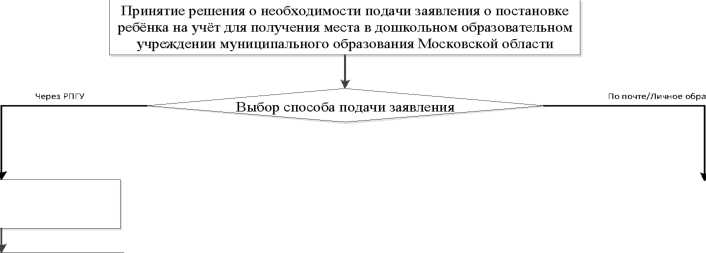 Принятие решения о необходимости подачи заявления о постановке
ребёнка на учёт для получения места в дошкольном образовательном
учреждении муниципального образования Московской области
Через РПГУ
Выбор способа подачи заявления
По почте/Личное обра